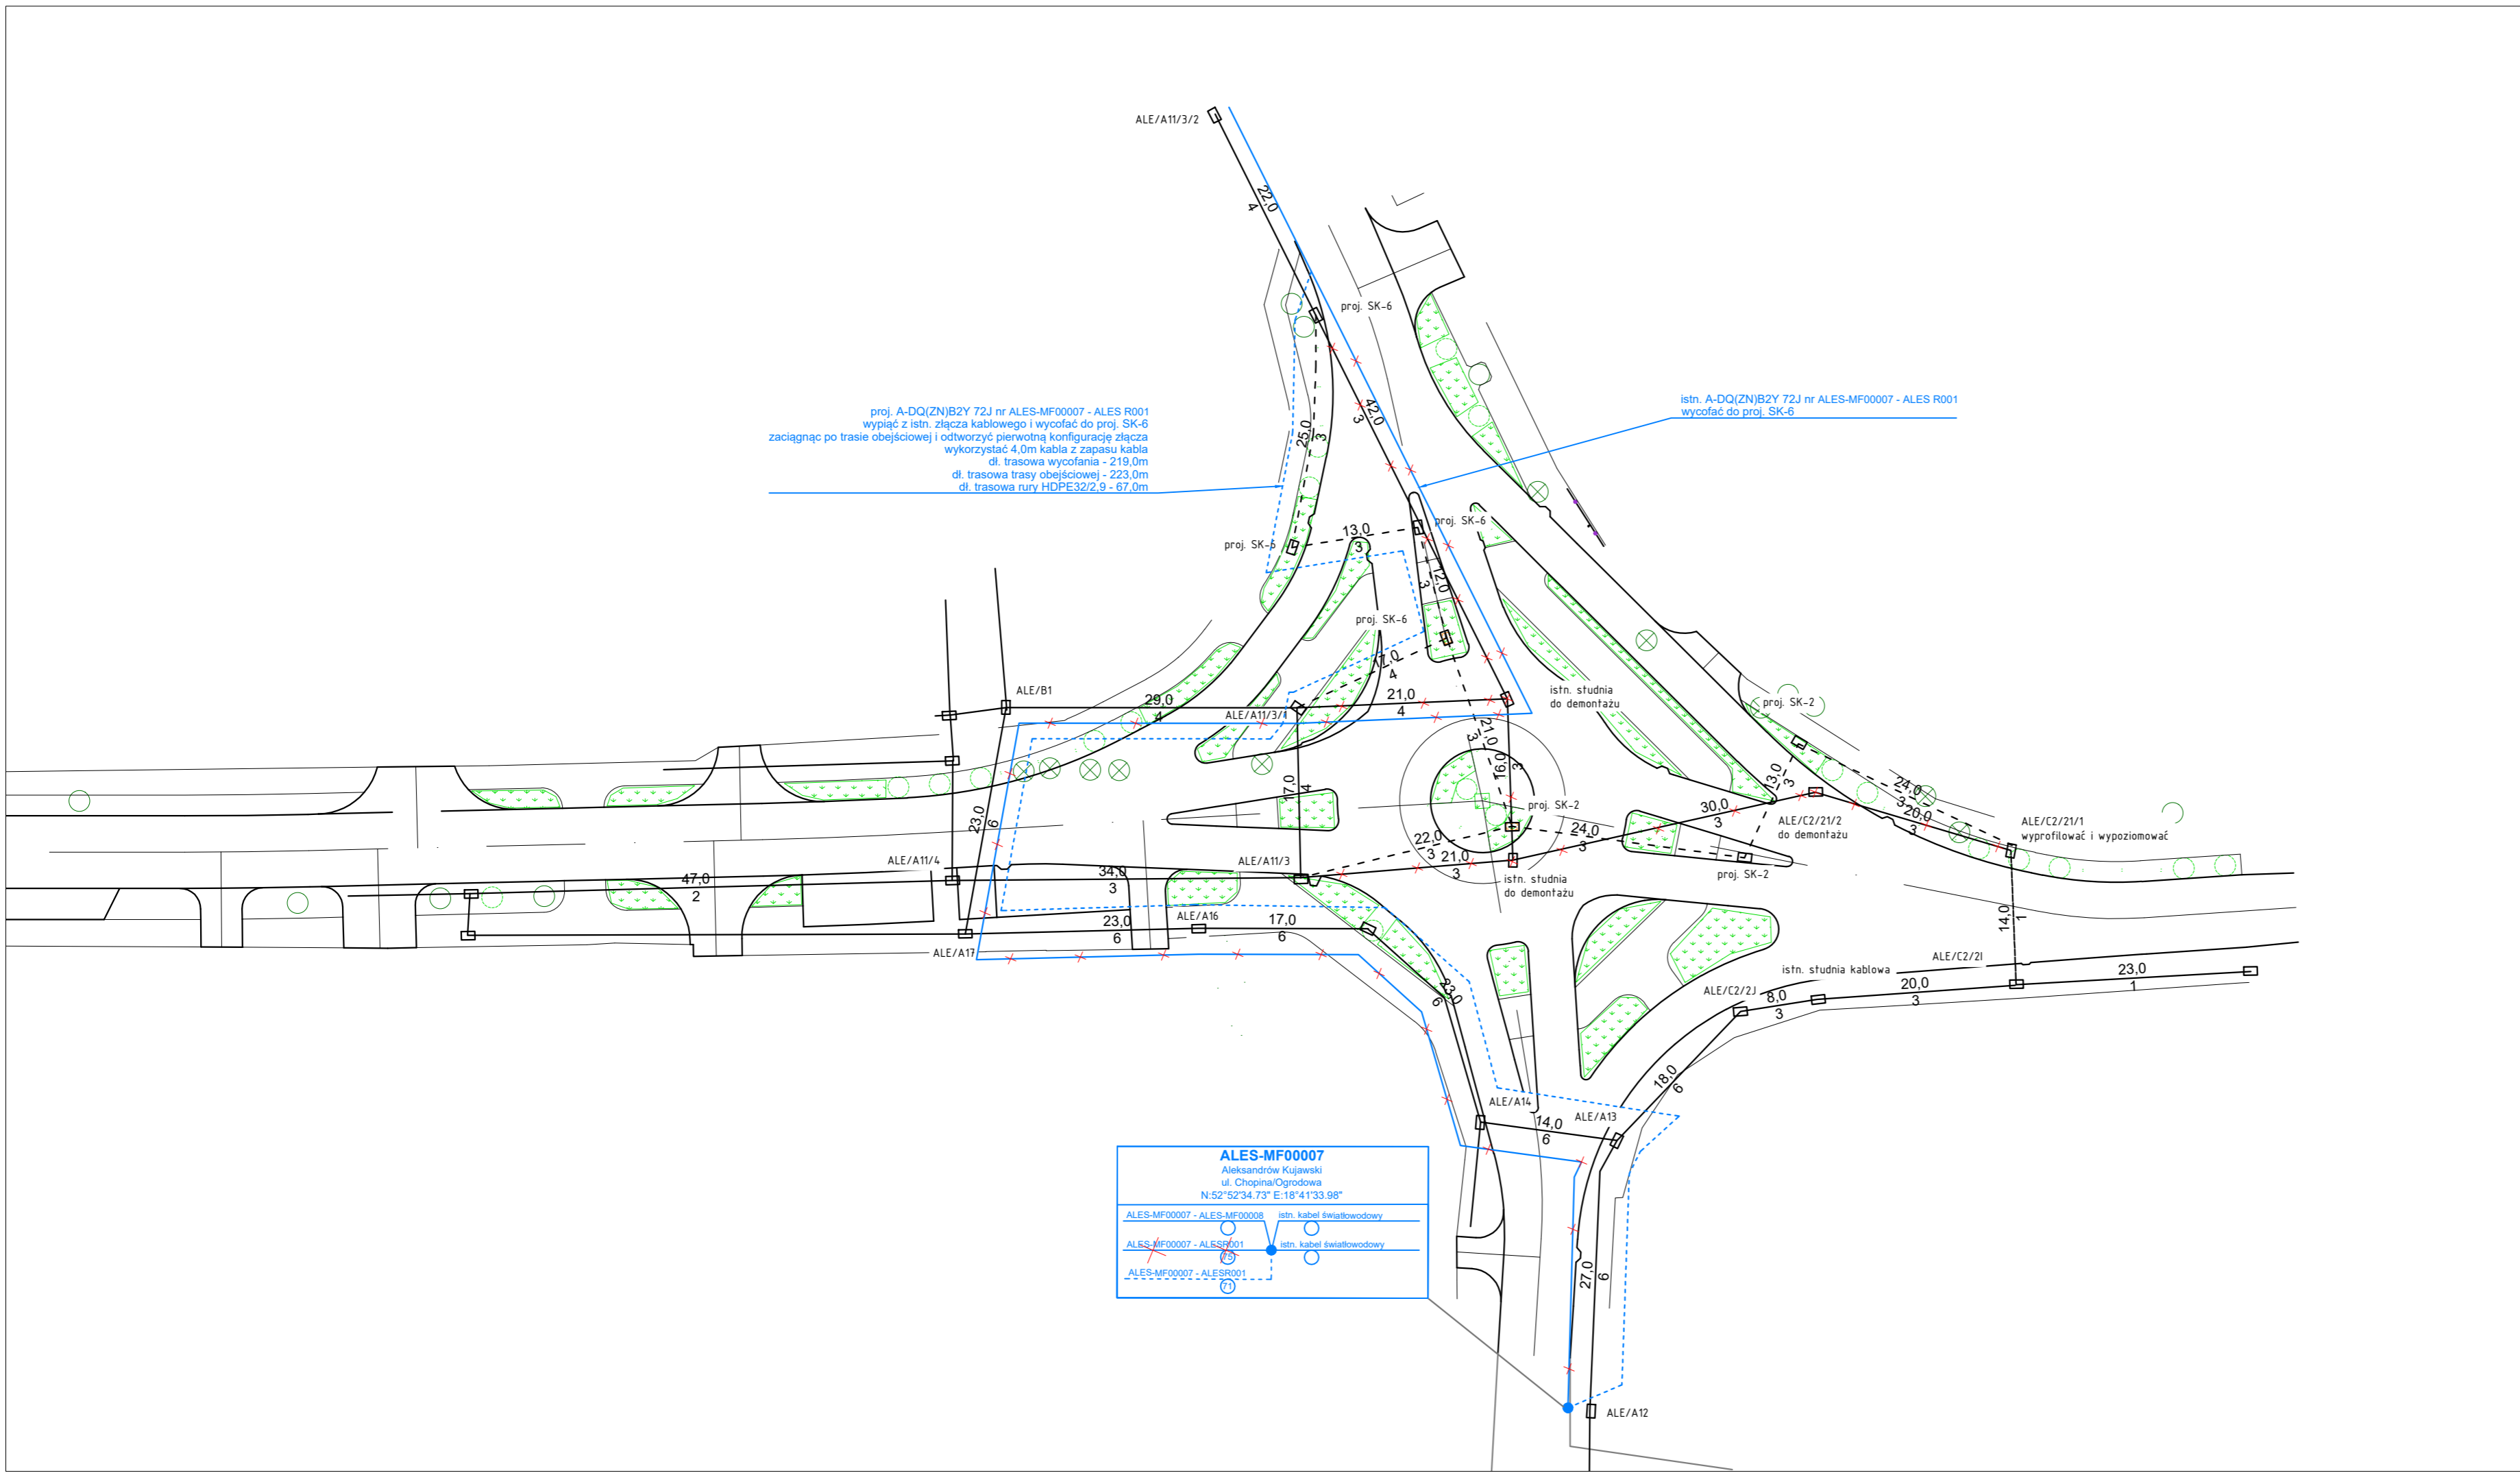 ALE/A11/3/2
22,0
4
proj. SK-6
proj. A-DQ(ZN)B2Y 72J nr ALES-MF00007 - ALES R001
wypiąć z istn. złącza kablowego i wycofać do proj. SK-6
zaciągnąc po trasie obejściowej i odtworzyć pierwotną konfigurację złącza
wykorzystać 4,0m kabla z zapasu kabla
dł. trasowa wycofania - 219,0m
dł. trasowa trasy obejściowej - 223,0m
dł. trasowa rury HDPE32/2,9 - 67,0m
istn. A-DQ(ZN)B2Y 72J nr ALES-MF00007 - ALES R001
wycofać do proj. SK-6
42,0
3
25,0
3
proj. SK-6
13,0
3
proj. SK-6
12,0
3
proj. SK-6
17,0
4
ALE/B1
29,0
4
ALE/A11/3/1
21,0
4
istn. studnia
do demontażu
proj. SK-2
21,0
3
16,0
3
17,0
4
13,0
3
24,0
3
20,0
3
23,0
6
proj. SK-2
30,0
3
ALE/C2/21/2
do demontażu
ALE/C2/21/1
wyprofilować i wypoziomować
22,0
3
24,0
3
21,0
3
ALE/A11/4
ALE/A11/3
47,0
2
34,0
3
istn. studnia
do demontażu
proj. SK-2
23,0
6
ALE/A16
17,0
6
ALE/A17
14,0
1
ALE/C2/2I
istn. studnia kablowa
23,0
1
ALE/C2/2J
8,0
3
20,0
3
23,0
6
18,0
6
ALE/A14
14,0
6
ALE/A13
ALES-MF00007
Aleksandrów Kujawski
ul. Chopina/Ogrodowa
N:52°52'34.73" E:18°41'33.98"
ALES-MF00007 - ALES-MF00008 istn. kabel światłowodowy
ALES-MF00007 - ALESR001 istn. kabel światłowodowy
75
ALES-MF00007 - ALESR001
71
27,0
6
ALE/A12